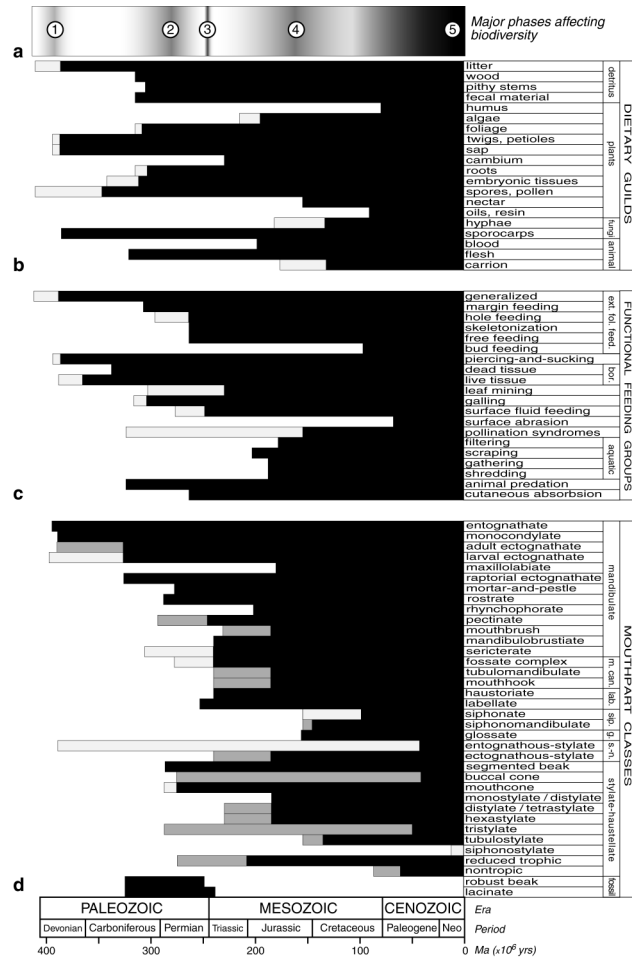 1 2 3 4 5 Major phases affecting
biodiversity
a
litter
wood
pithy stems
fecal material
detritus
humus
algae
foliage
twigs, petioles
sap
cambium
roots
embryonic tissues
spores, pollen
nectar
oils, resin
plants
hyphae
sporocarps
fungi
blood
flesh
carrion
animal
DIETARY GUILDS
b
generalized
margin feeding
hole feeding
skeletonization
free feeding
bud feeding
ext. fol. feed.
piercing-and-sucking
dead tissue
live tissue
bor.
leaf mining
galling
surface fluid feeding
surface abrasion
pollination syndromes
filtering
scraping
gathering
shredding
aquatic
animal predation
cutaneous absorbsion
FUNCTIONAL FEEDING GROUPS
c
entognathate
monocondylate
adult ectognathate
larval ectognathate
maxillolabiate
raptorial ectognathate
mortar-and-pestle
rostrate
rhynchophorate
pectinate
mouthbrush
mandibulobrustiate
sericterate
mandibulate
fossate complex
tubulomandibulate
mouthhook
m. can.
haustoriate
labellate
lab.
siphonate
siphonomandibulate
sip.
glossate
g.
entognathous-stylate
ectognathous-stylate
s.-n.
segmented beak
buccal cone
mouthcone
monostylate / distylate
distylate / tetrastylate
hexastylate
tristylate
tubulostylate
siphonostylate
reduced trophic
nontropic
stylate-haustellate
robust beak
lacinate
fossil
MOUTHPART CLASSES
d
PALEOZOIC MESOZOIC CENOZOIC Era
Devonian Carboniferous Permian Triassic Jurassic Cretaceous Paleogene Neo Period
400 300 200 100 0 Ma (x10⁶ yrs)